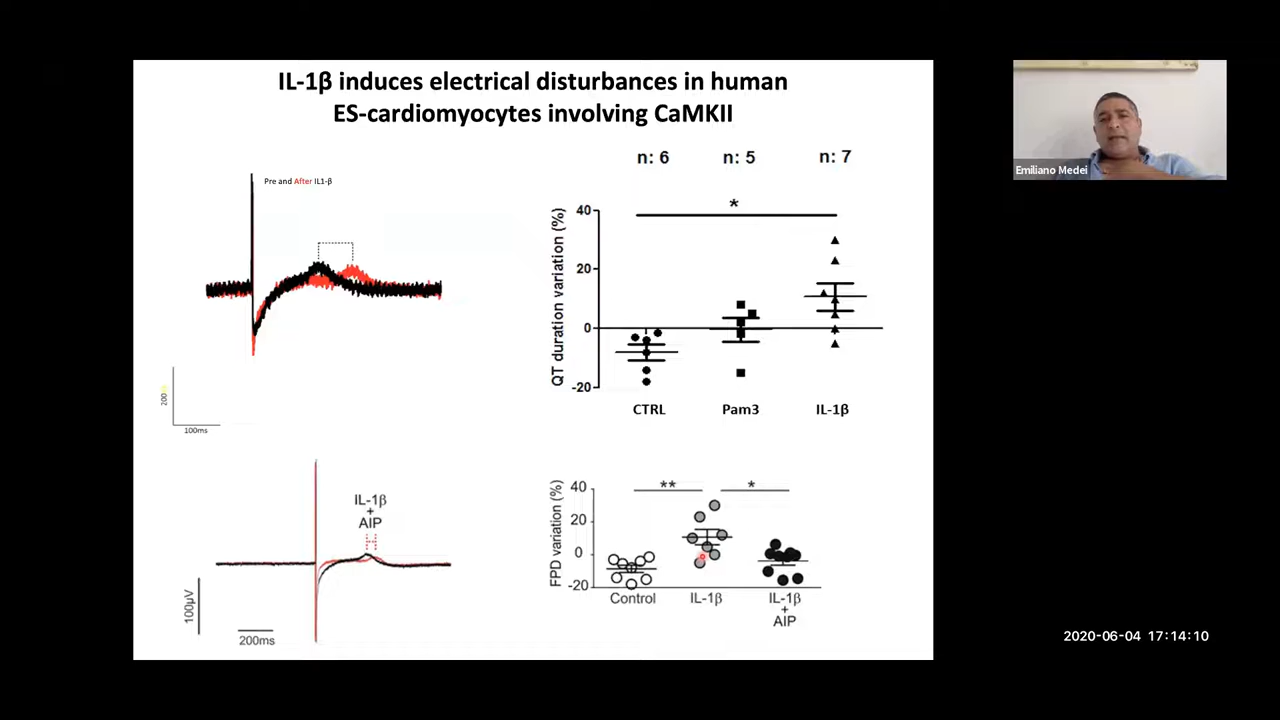 IL-1β induces electrical disturbances in human
ES-cardiomyocytes involving CaMKII
Pre and After IL1-β
200
100ms
n: 6 n: 5 n: 7
*
QT duration variation (%)
40
20
0
-20
CTRL Pam3 IL-1β
IL-1β
+
AIP
100µV
200ms
** *
FPD variation (%)
40
20
0
-20
Control IL-1β IL-1β
+
AIP
Emiliano Medei
2020-06-04 17:14:10